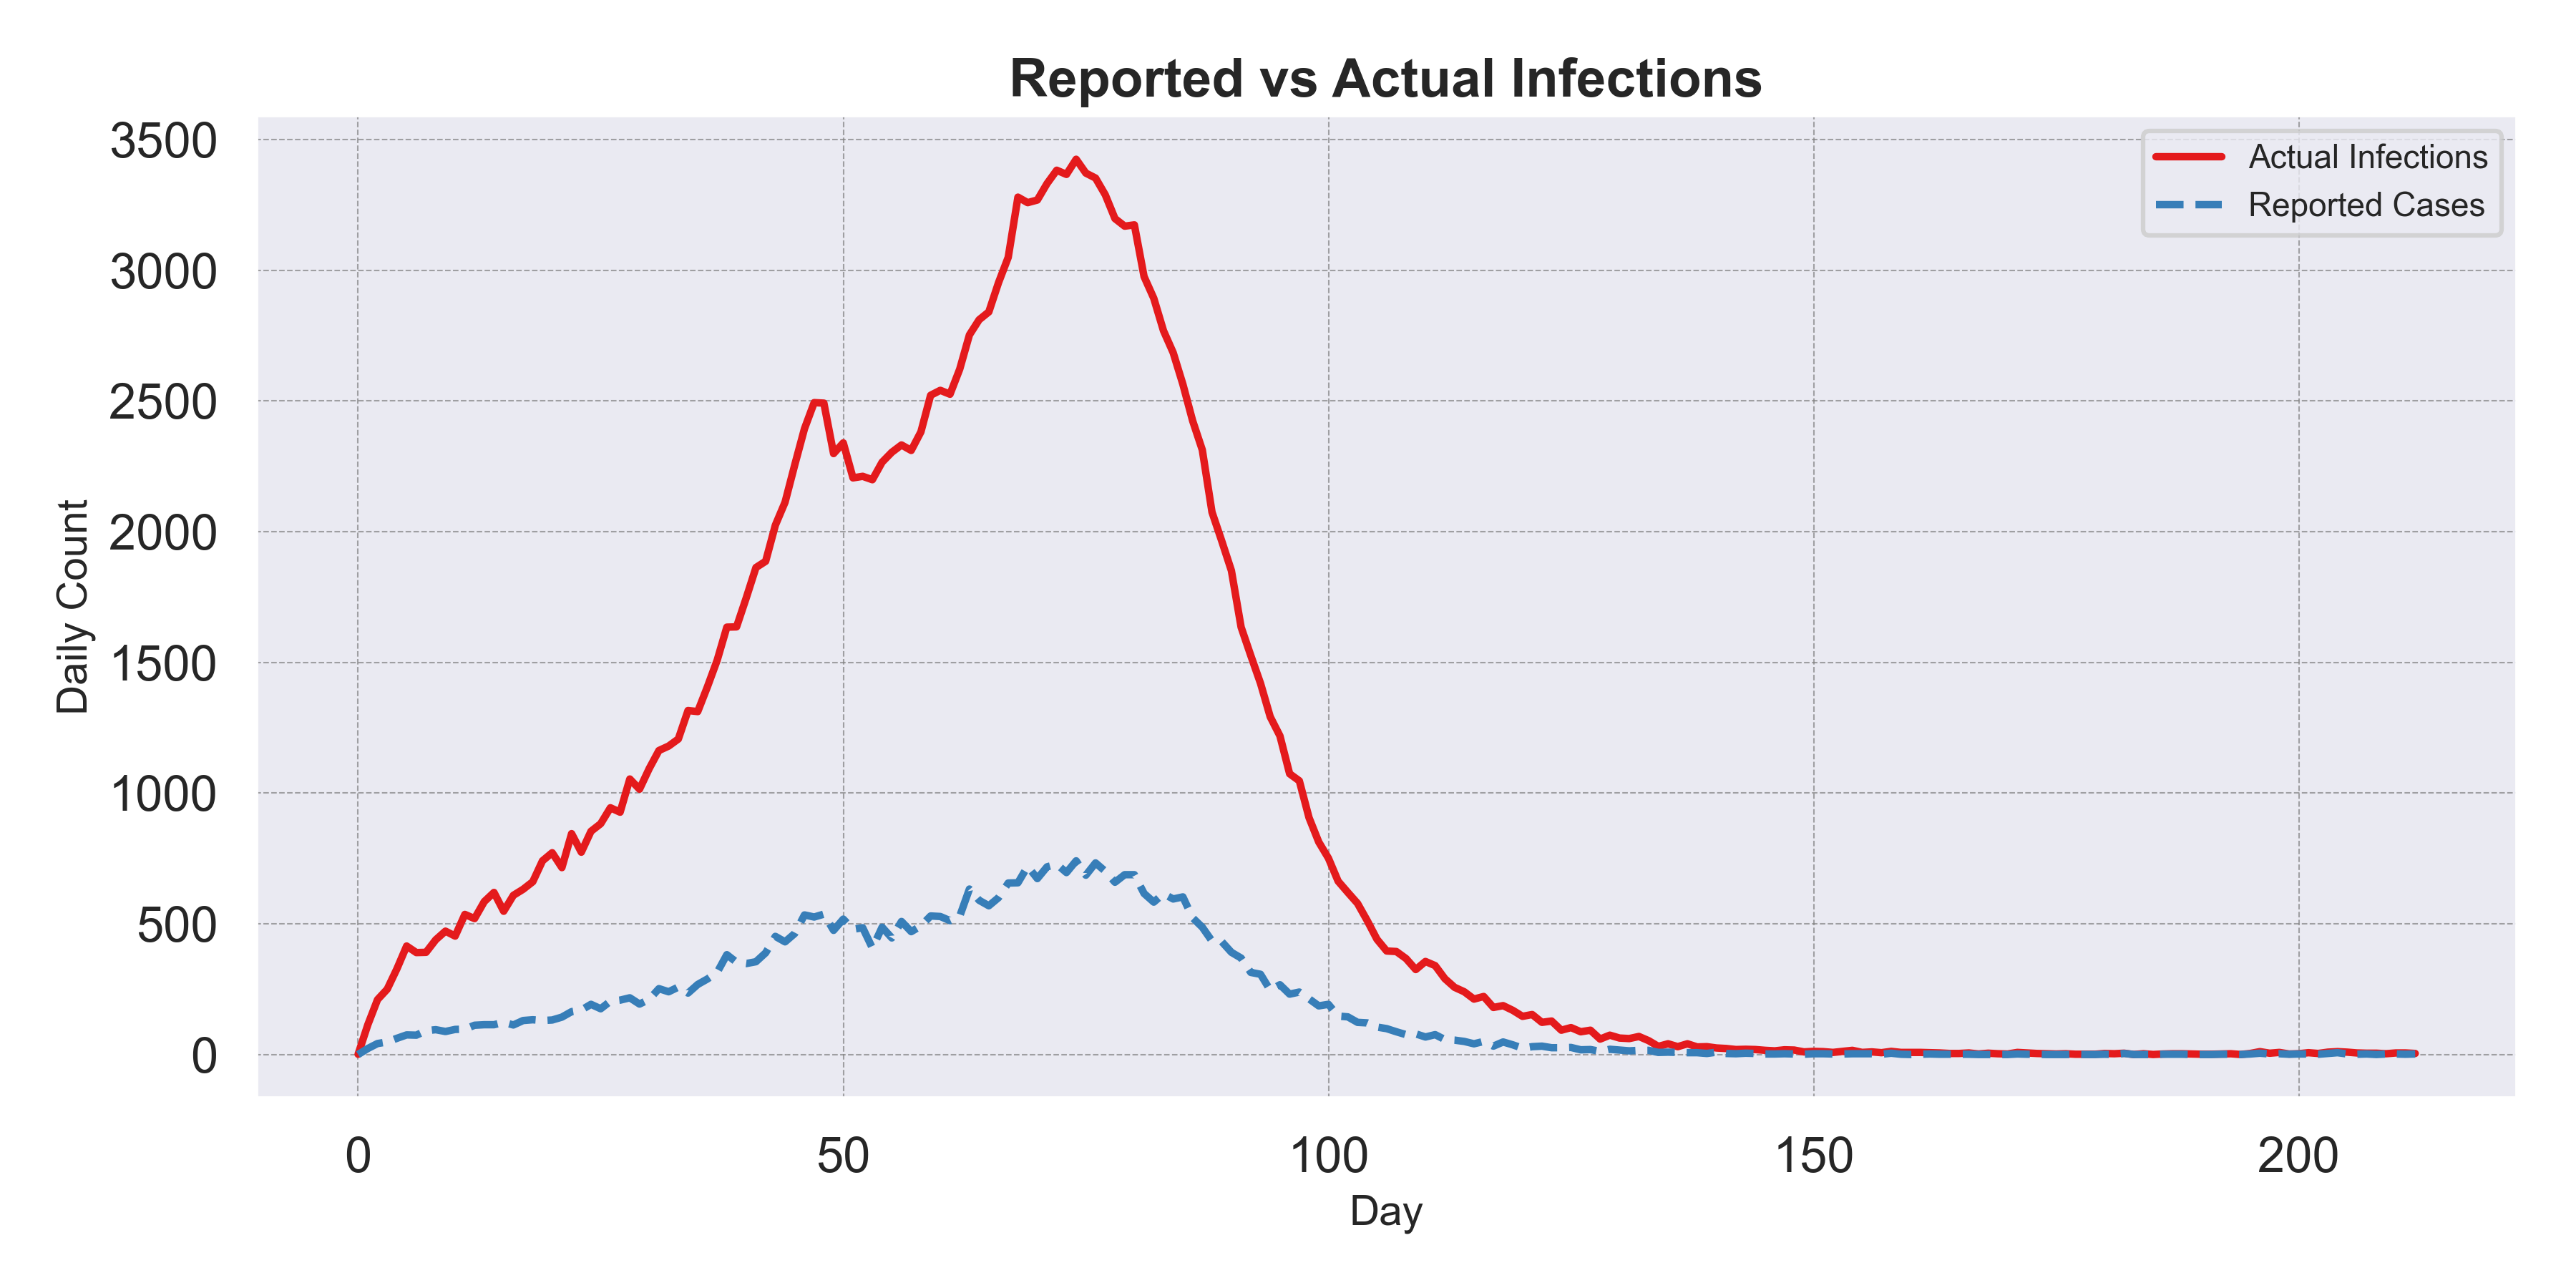 Reported vs Actual Infections
3500
3000
2500
2000
1500
1000
500
0
Daily Count
Actual Infections
Reported Cases
0 50 100 150 200
Day